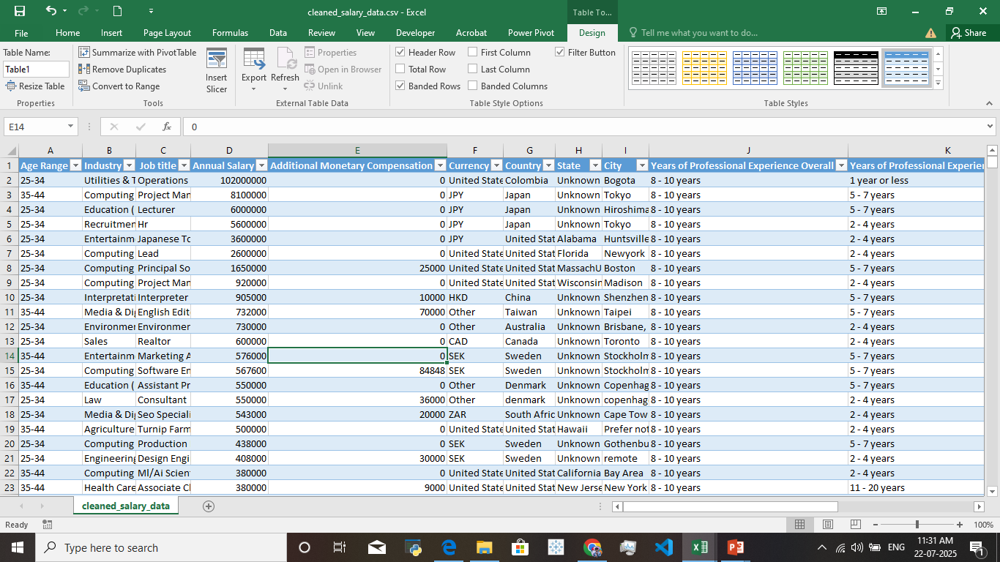 cleaned_salary_data.csv - Excel
Table To...
File Home Insert Page Layout Formulas Data Review View Developer Acrobat Power Pivot Design Tell me what you want to do... Share
Table Name:
Table1
Resize Table
Properties
Summarize with PivotTable
Remove Duplicates
Convert to Range
Insert
Slicer
Tools
Export
Refresh
Properties
Open in Browser
Unlink
External Table Data
Header Row First Column Filter Button
Total Row Last Column
Banded Rows Banded Columns
Table Style Options
Table Styles
E14 fx 0
A B C D E F G H I J K
1 Age Range Industry Job title Annual Salary Additional Monetary Compensation Currency Country State City Years of Professional Experience Overall Years of Professional Experien
2 25-34 Utilities & T Operations 102000000 0 United State Colombia Unknown Bogota 8 - 10 years 1 year or less
3 35-44 Computing Project Man 8100000 0 JPY Japan Unknown Tokyo 8 - 10 years 5 - 7 years
4 25-34 Education ( Lecturer 6000000 0 JPY Japan Unknown Hiroshima 8 - 10 years 5 - 7 years
5 25-34 Recruitmen Hr 5600000 0 JPY Japan Unknown Tokyo 8 - 10 years 2 - 4 years
6 25-34 Entertainm Japanese To 3600000 0 JPY United Stat Alabama Huntsville 8 - 10 years 2 - 4 years
7 25-34 Computing Lead 2600000 0 United State United Stat Florida Newyork 8 - 10 years 2 - 4 years
8 25-34 Computing Principal So 1650000 25000 United State United Stat MassachU Boston 8 - 10 years 5 - 7 years
9 25-34 Computing Project Man 920000 0 United State United Stat Wisconsin Madison 8 - 10 years 2 - 4 years
10 25-34 Interpretati Interpreter 905000 10000 HKD China Unknown Shenzhen 8 - 10 years 5 - 7 years
11 35-44 Media & Dig English Edit 732000 70000 Other Taiwan Unknown Taipei 8 - 10 years 5 - 7 years
12 25-34 Environmen Environmen 730000 0 Other Australia Unknown Brisbane, 8 - 10 years 2 - 4 years
13 25-34 Sales Realtor 600000 0 CAD Canada Unknown Toronto 8 - 10 years 2 - 4 years
14 35-44 Entertainm Marketing A 576000 0 SEK Sweden Unknown Stockholm 8 - 10 years 5 - 7 years
15 25-34 Computing Software En 567600 84848 SEK Sweden Unknown Stockholm 8 - 10 years 5 - 7 years
16 35-44 Education ( Assistant Pr 550000 0 Other Denmark Unknown Copenhag 8 - 10 years 5 - 7 years
17 25-34 Law Consultant 550000 36000 Other denmark Unknown copenhag 8 - 10 years 2 - 4 years
18 25-34 Media & Dig Seo Speciali 543000 20000 ZAR South Afric Unknown Cape Tow 8 - 10 years 2 - 4 years
19 35-44 Agriculture Turnip Farm 500000 0 United State United Stat Hawaii Prefer not 8 - 10 years 2 - 4 years
20 25-34 Computing Production 438000 0 SEK Sweden Unknown Gothenbu 8 - 10 years 5 - 7 years
21 25-34 Engineering Design Engi 408000 30000 SEK Sweden Unknown remote 8 - 10 years 2 - 4 years
22 35-44 Computing Ml/Ai Scien 380000 0 United State United Stat California Bay Area 8 - 10 years 2 - 4 years
23 35-44 Health Care Associate Cl 380000 9000 United State United Stat New Jerse New York 8 - 10 years 11 - 20 years
cleaned_salary_data
Ready 100%
Type here to search
ENG
11:31 AM
22-07-2025
1